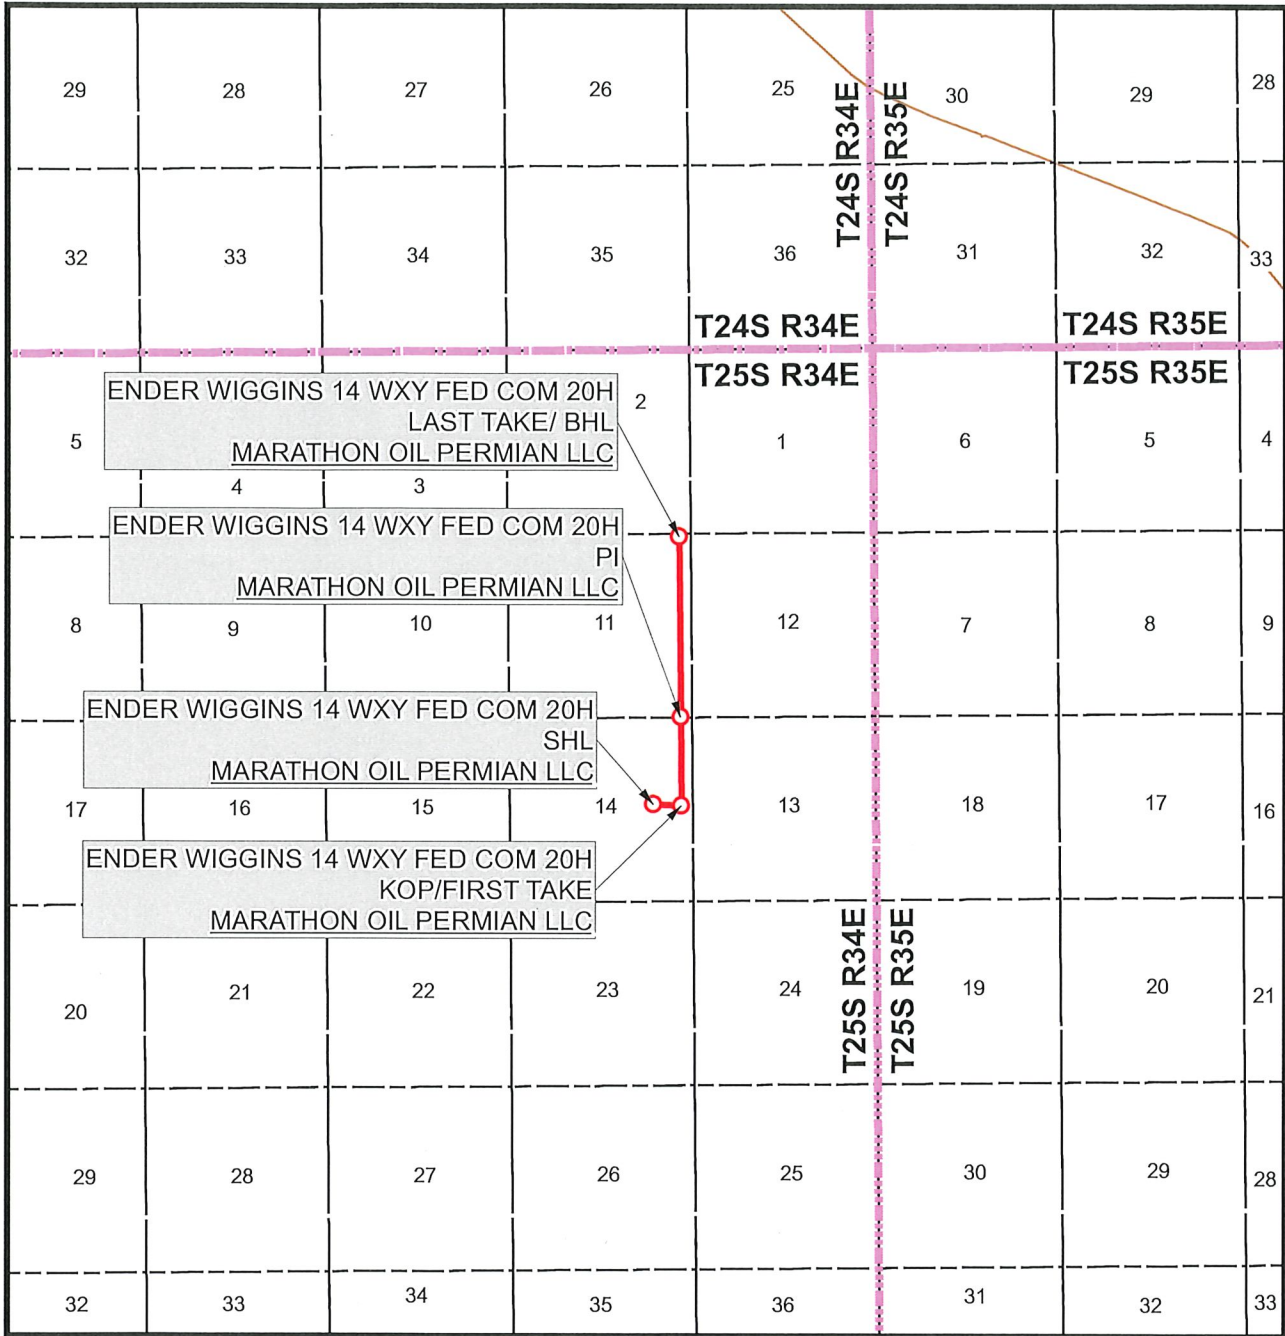 29 28 27 26 25 30 29 28
T24S R34E
T24S R35E
32 33 34 35 36 31 32 33
T24S R34E T24S R35E
T25S R34E T25S R35E
ENDER WIGGINS 14 WXY FED COM 20H
LAST TAKE/ BHL
MARATHON OIL PERMIAN LLC
5 4 3 2 1 6 5 4
ENDER WIGGINS 14 WXY FED COM 20H
PI
MARATHON OIL PERMIAN LLC
8 9 10 11 12 7 8 9
ENDER WIGGINS 14 WXY FED COM 20H
SHL
MARATHON OIL PERMIAN LLC
17 16 15 14 13 18 17 16
ENDER WIGGINS 14 WXY FED COM 20H
KOP/FIRST TAKE
MARATHON OIL PERMIAN LLC
T25S R34E
T25S R35E
20 21 22 23 24 19 20 21
29 28 27 26 25 30 29 28
32 33 34 35 36 31 32 33